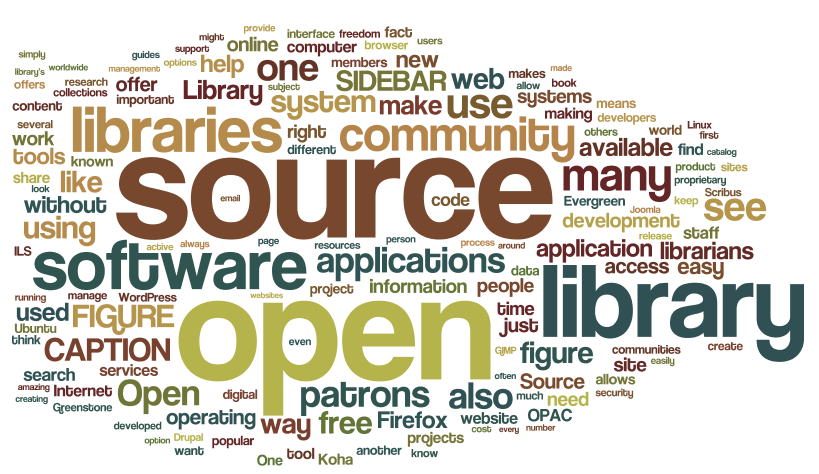 provide
might
interface freedom fact
simply
guides
support
online
computer
browser
users
library's
worldwide
management
options
help
one
members
new
offers
research
collections
offer
Library
subject
SIDEBAR
web
makes
allow
made
book
content
important
system
make
use
systems
means
several
libraries
right
community
making
developers
work
different
others
world
Linux
first
tools
known
available
find
catalog
share
look
like
source
many
product
sites
proprietary
without
email
code
Evergreen
keep
Scribus
see
using
Joomla
development
release
staff
ILS
active
always
page
resources
person
process
around
application
librarians
software
applications
data
access
easy
running
manage
WordPress
project
information
people
library
websites
used
FIGURE
open
time
just
Ubuntu
think
even
CAPTION
GIMP
figure
communities
create
search
services
site
easily
amazing
Internet
creating
Greenstone
Open
digital
patrons
also
often
Source
much
need
allows
security
developed
operating
way
free
Firefox
website
OPAC
cost
every
number
option
Drupal
popular
want
projects
One
tool
Koha
another
know